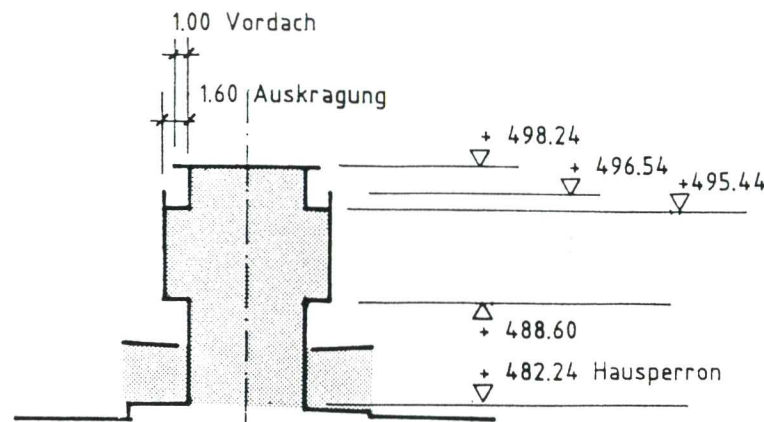 1.00 Vordach
1.60 Auskragung
+ 498.24
+ 496.54
+495.44
+ 488.60
+ 482.24 Hausperron